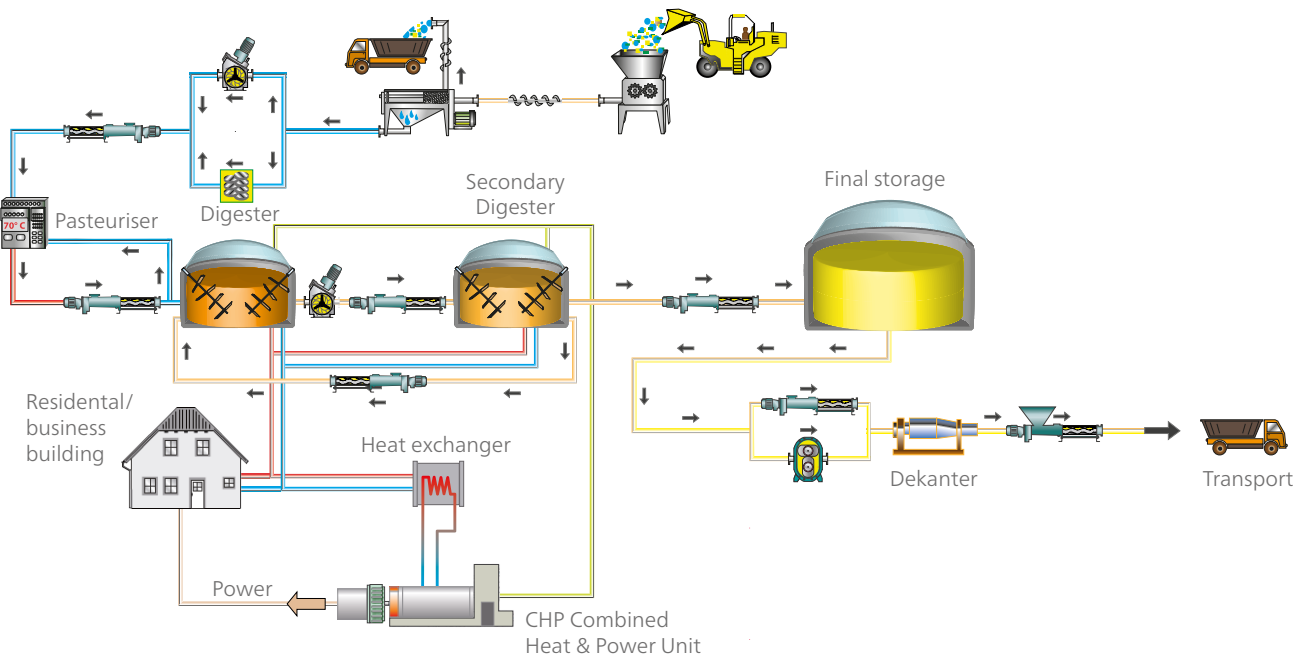 Secondary
Digester
Final storage
Digester
Pasteuriser
70° C
Residental/
business
building
Heat exchanger
Dekanter
Transport
Power
CHP Combined
Heat & Power Unit